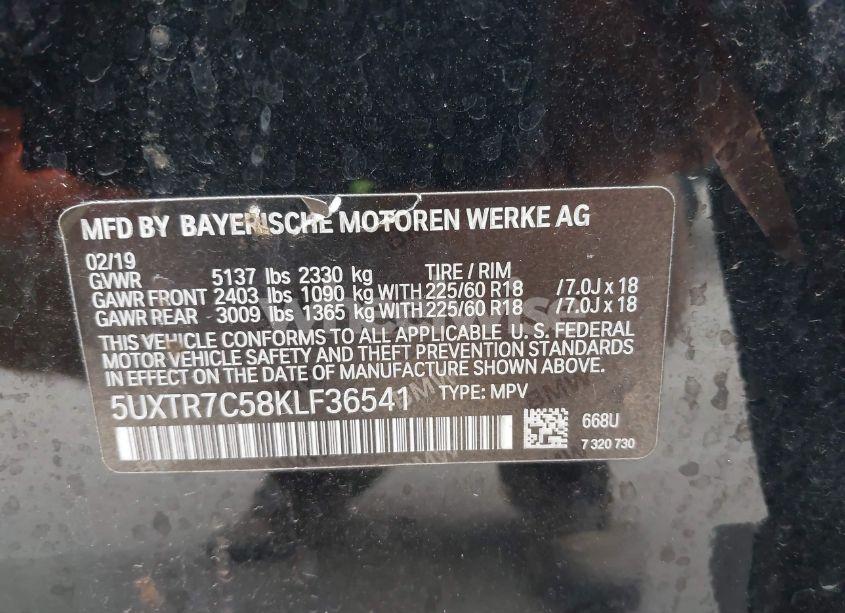 MFD BY BAYERISCHE MOTOREN WERKE AG
02/19
GVWR 5137 lbs 2330 kg TIRE / RIM
GAWR FRONT 2403 lbs 1090 kg WITH 225/60 R18 /7.0J x 18
GAWR REAR 3009 lbs 1365 kg WITH 225/60 R18 /7.0J x 18
THIS VEHICLE CONFORMS TO ALL APPLICABLE U. S. FEDERAL
MOTOR VEHICLE SAFETY AND THEFT PREVENTION STANDARDS
IN EFFECT ON THE DATE OF MANUFACTURE SHOWN ABOVE.
5UXTR7C58KLF36541 TYPE: MPV
668U
7 320 730